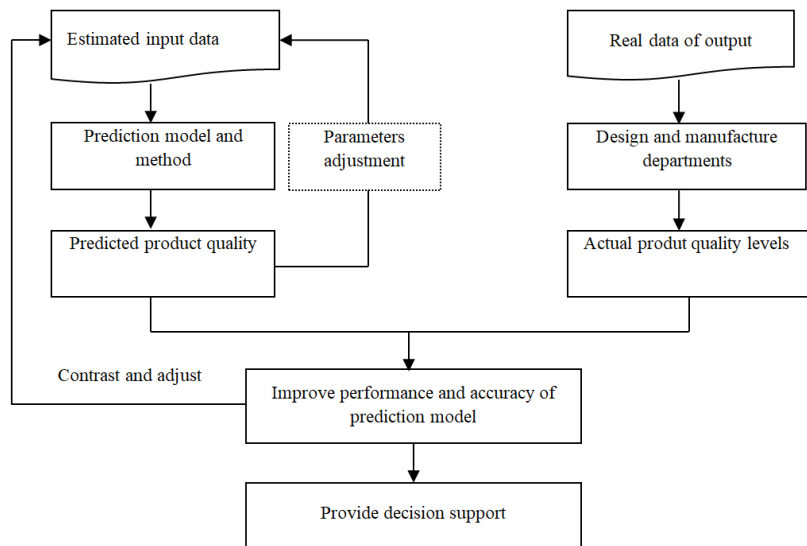 Estimated input data
Real data of output
Prediction model and
method
Parameters
adjustment
Design and manufacture
departments
Predicted product quality
Actual produt quality levels
Contrast and adjust
Improve performance and accuracy of
prediction model
Provide decision support